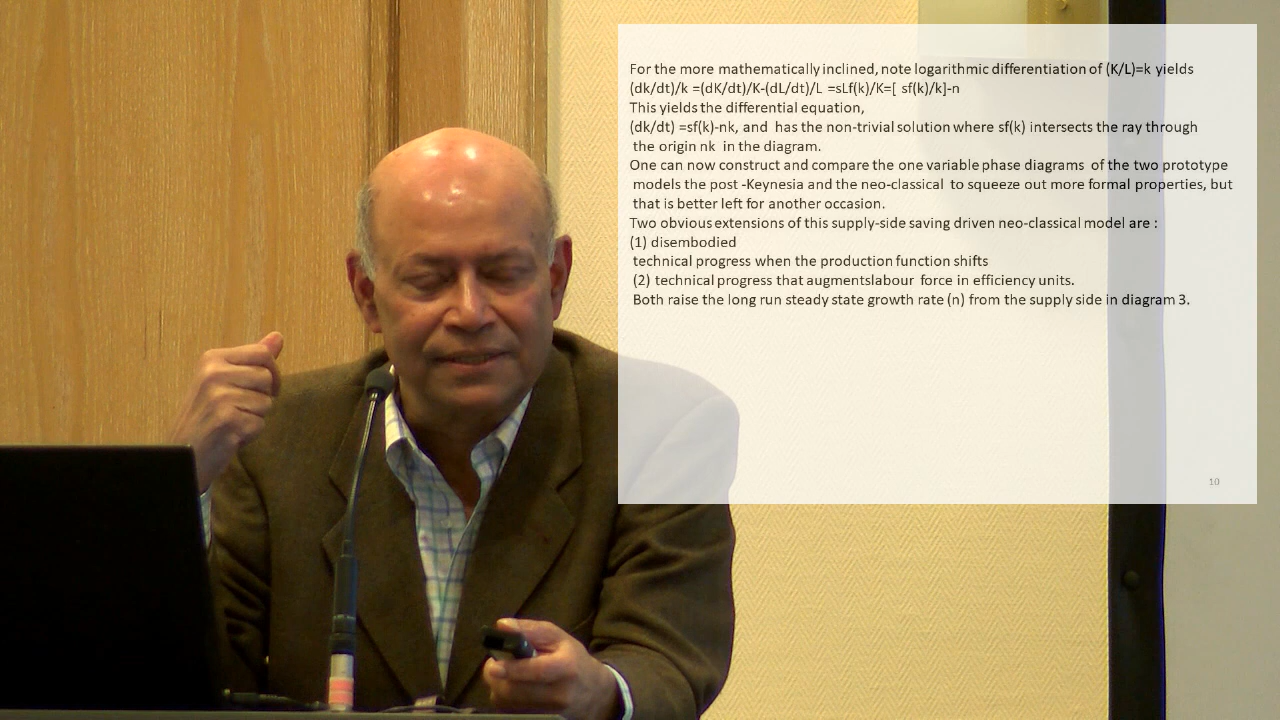 For the more mathematically inclined, note logarithmic differentiation of (K/L)=k yields
(dk/dt)/k =(dK/dt)/K-(dL/dt)/L =sLf(k)/K=[ sf(k)/k]-n
This yields the differential equation,
(dk/dt) =sf(k)-nk, and has the non-trivial solution where sf(k) intersects the ray through
the origin nk in the diagram.
One can now construct and compare the one variable phase diagrams of the two prototype
models the post -Keynesia and the neo-classical to squeeze out more formal properties, but
that is better left for another occasion.
Two obvious extensions of this supply-side saving driven neo-classical model are :
(1) disembodied
technical progress when the production function shifts
(2) technical progress that augmentslabour force in efficiency units.
Both raise the long run steady state growth rate (n) from the supply side in diagram 3.
10